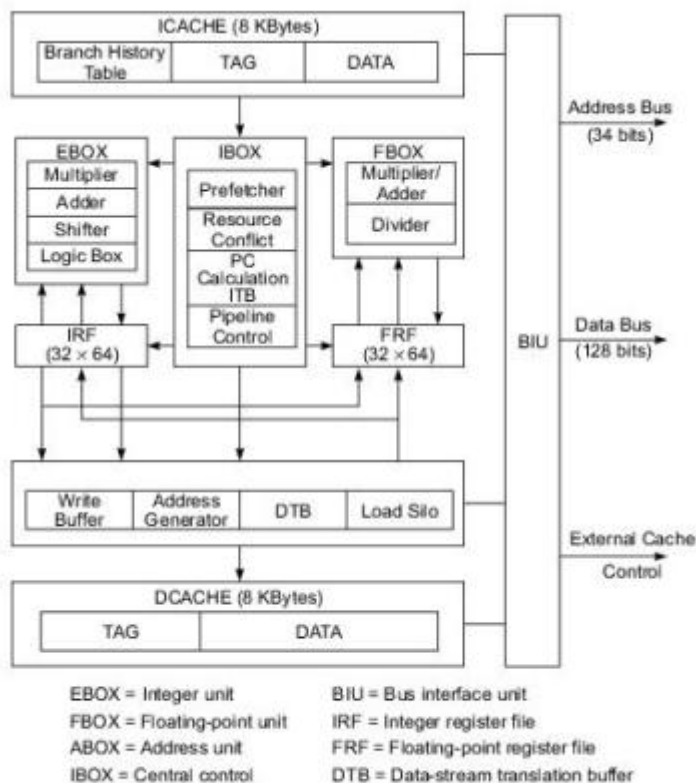 ICACHE (8 KBytes)
Branch History
Table
TAG
DATA
EBOX
Multiplier
Adder
Shifter
Logic Box
IBOX
Prefetcher
Resource
Conflict
PC
Calculation
ITB
Pipeline
Control
FBOX
Multiplier/
Adder
Divider
IRF
(32 × 64)
FRF
(32 × 64)
BIU
Address Bus
(34 bits)
Data Bus
(128 bits)
External Cache
Control
Write
Buffer
Address
Generator
DTB
Load Silo
DCACHE (8 KBytes)
TAG
DATA
EBOX = Integer unit
BIU = Bus interface unit
FBOX = Floating-point unit
IRF = Integer register file
ABOX = Address unit
FRF = Floating-point register file
IBOX = Central control
DTB = Data-stream translation buffer